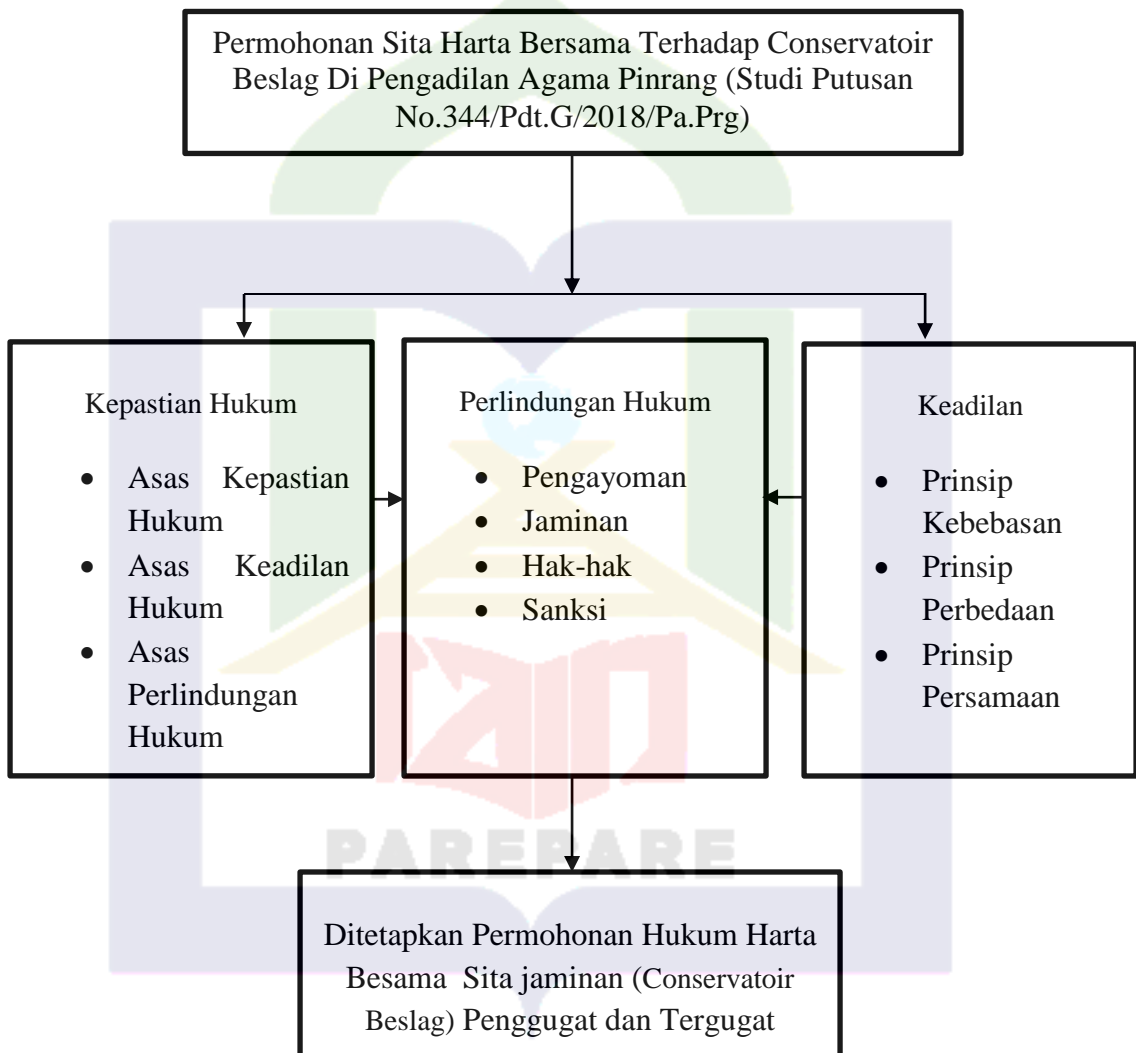 Permohonan Sita Harta Bersama Terhadap Conservatoir
Beslag Di Pengadilan Agama Pinrang (Studi Putusan
No.344/Pdt.G/2018/Pa.Prg)
Kepastian Hukum
• Asas Kepastian
Hukum
• Asas Keadilan
Hukum
• Asas
Perlindungan
Hukum
Perlindungan Hukum
• Pengayoman
• Jaminan
• Hak-hak
• Sanksi
Keadilan
• Prinsip
Kebebasan
• Prinsip
Perbedaan
• Prinsip
Persamaan
PAREPARE
Ditetapkan Permohonan Hukum Harta
Besama Sita jaminan (Conservatoir
Beslag) Penggugat dan Tergugat